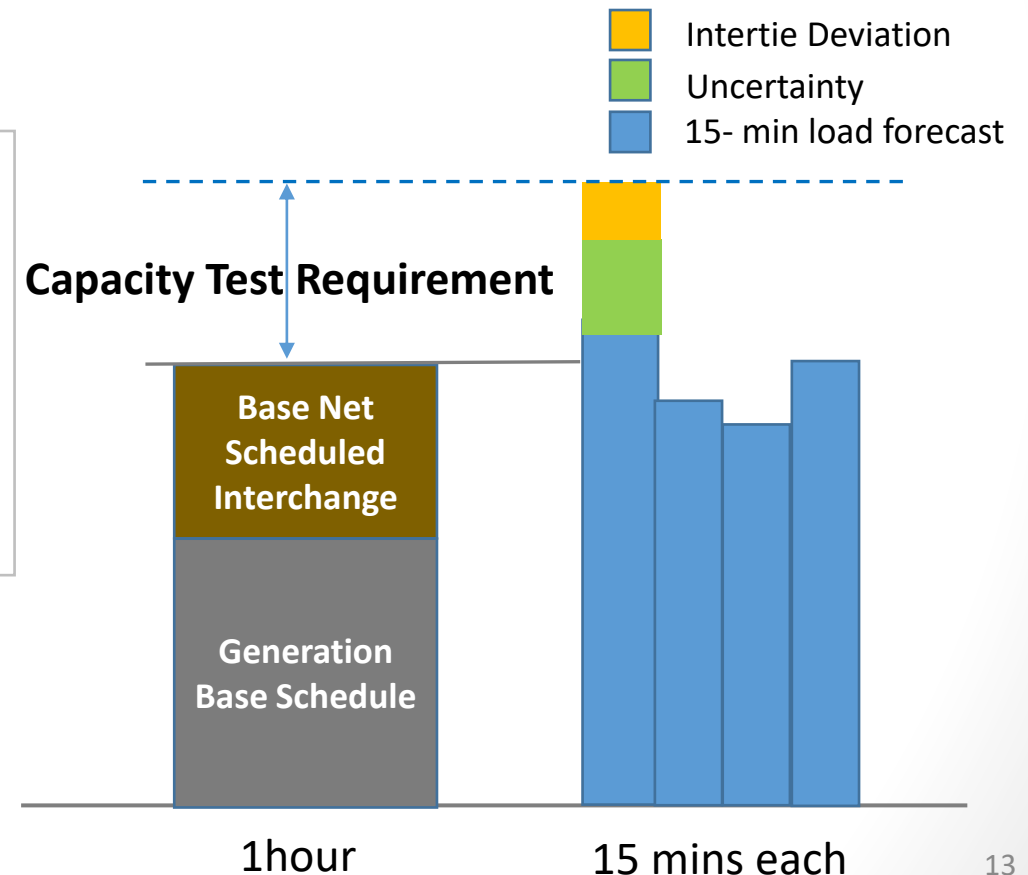 Intertie Deviation
Uncertainty
15- min load forecast
Capacity Test Requirement
Base Net
Scheduled
Interchange
Generation
Base Schedule
1hour
15 mins each
13